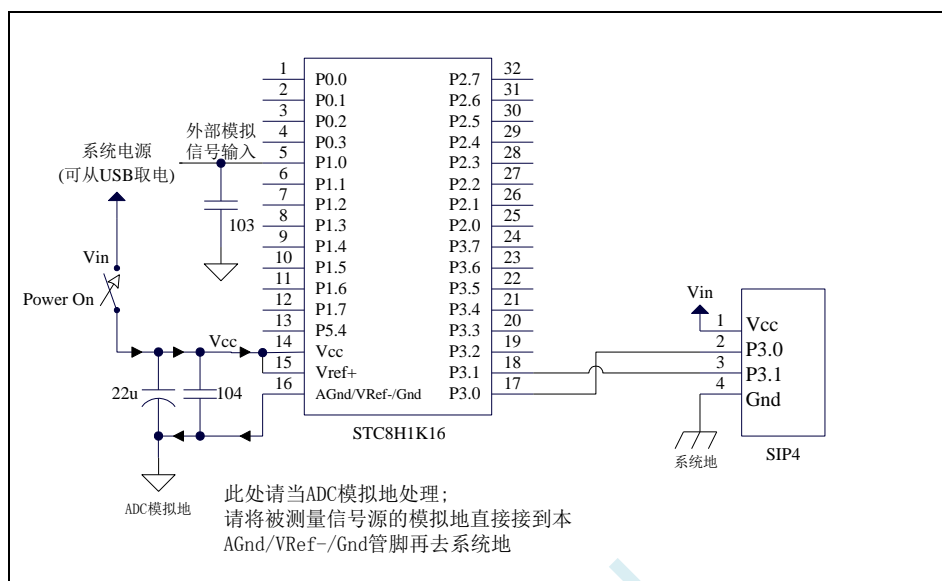 1 P0.0 P2.7 32
2 P0.1 P2.6 31
3 P0.2 P2.5 30
4 P0.3 P2.4 29
外部模拟
信号输入
5 P1.0 P2.3 28
6 P1.1 P2.2 27
7 P1.2 P2.1 26
8 P1.3 P2.0 25
9 P1.4 P3.7 24
10 P1.5 P3.6 23
11 P1.6 P3.5 22
12 P1.7 P3.4 21
13 P5.4 P3.3 20
14 Vcc P3.2 19
15 Vref+ P3.1 18
16 AGnd/VRef-/Gnd P3.0 17
STC8H1K16
系统电源
(可从USB取电)
103
Vin
Power On
Vcc
22u
104
ADC模拟地
Vin
1 Vcc
2 P3.0
3 P3.1
4 Gnd
系统地
SIP4
此处请当ADC模拟地处理;
请将被测量信号源的模拟地直接接到本
AGnd/VRef-/Gnd管脚再去系统地